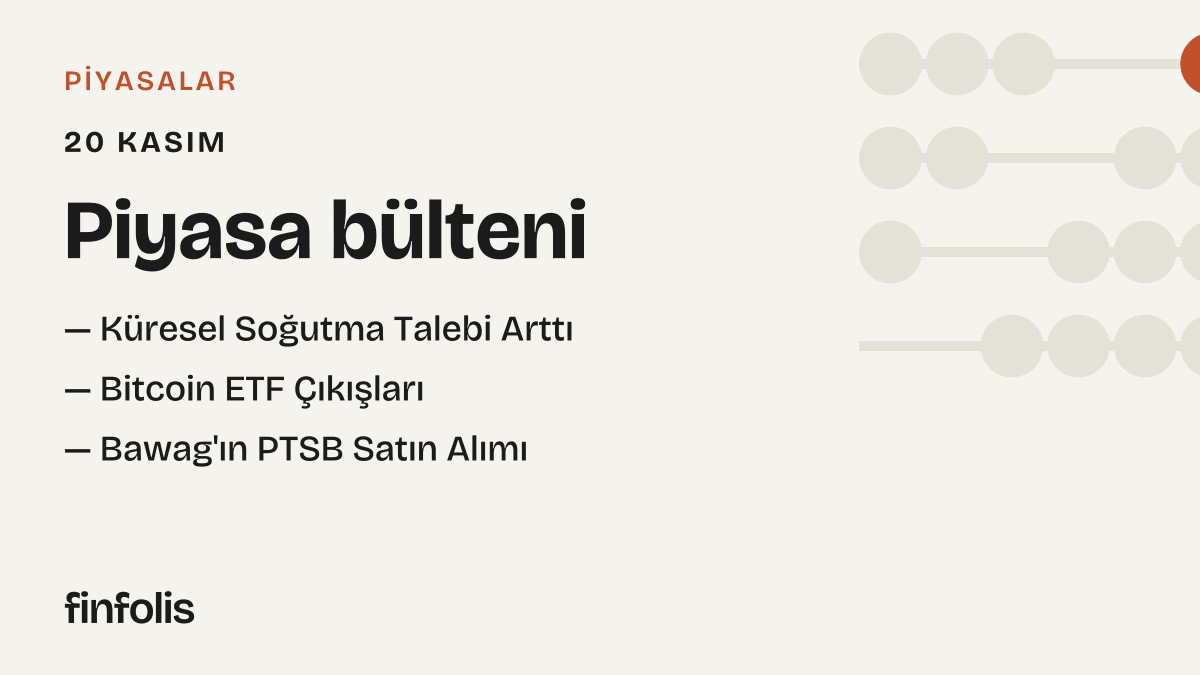 PİYASALAR
20 KASIM
Piyasa bülteni
— Küresel Soğutma Talebi Arttı
— Bitcoin ETF Çıkışları
— Bawag'ın PTSB Satın Alımı
finfolis